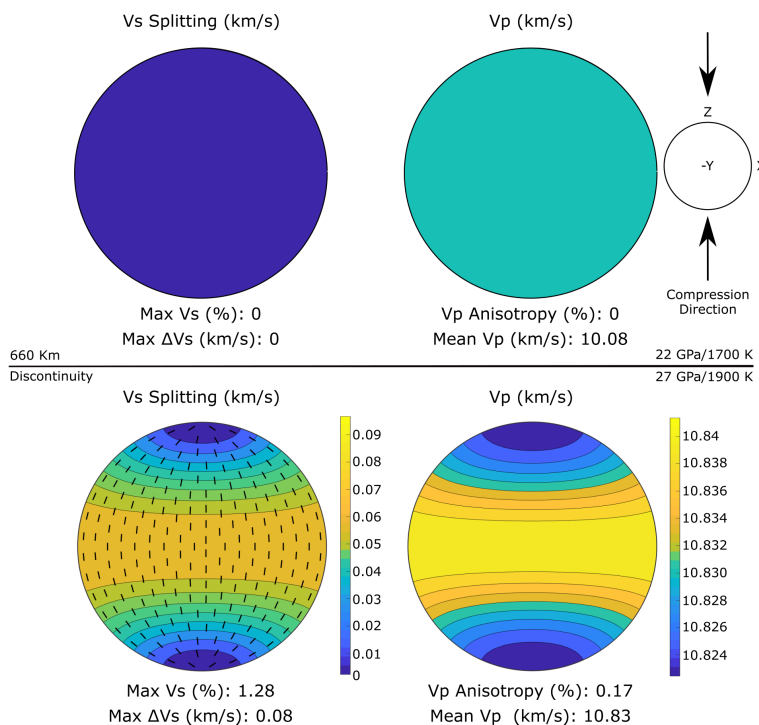 Vs Splitting (km/s)
Vp (km/s)
Z
-Y
X
Compression
Direction
Max Vs (%): 0
Max ΔVs (km/s): 0
Vp Anisotropy (%): 0
Mean Vp (km/s): 10.08
660 Km
22 GPa/1700 K
Discontinuity
27 GPa/1900 K
Vs Splitting (km/s)
Vp (km/s)
0.09
0.08
0.07
0.06
0.05
0.04
0.03
0.02
0.01
0
10.84
10.838
10.836
10.834
10.832
10.83
10.828
10.826
10.824
Max Vs (%): 1.28
Max ΔVs (km/s): 0.08
Vp Anisotropy (%): 0.17
Mean Vp (km/s): 10.83